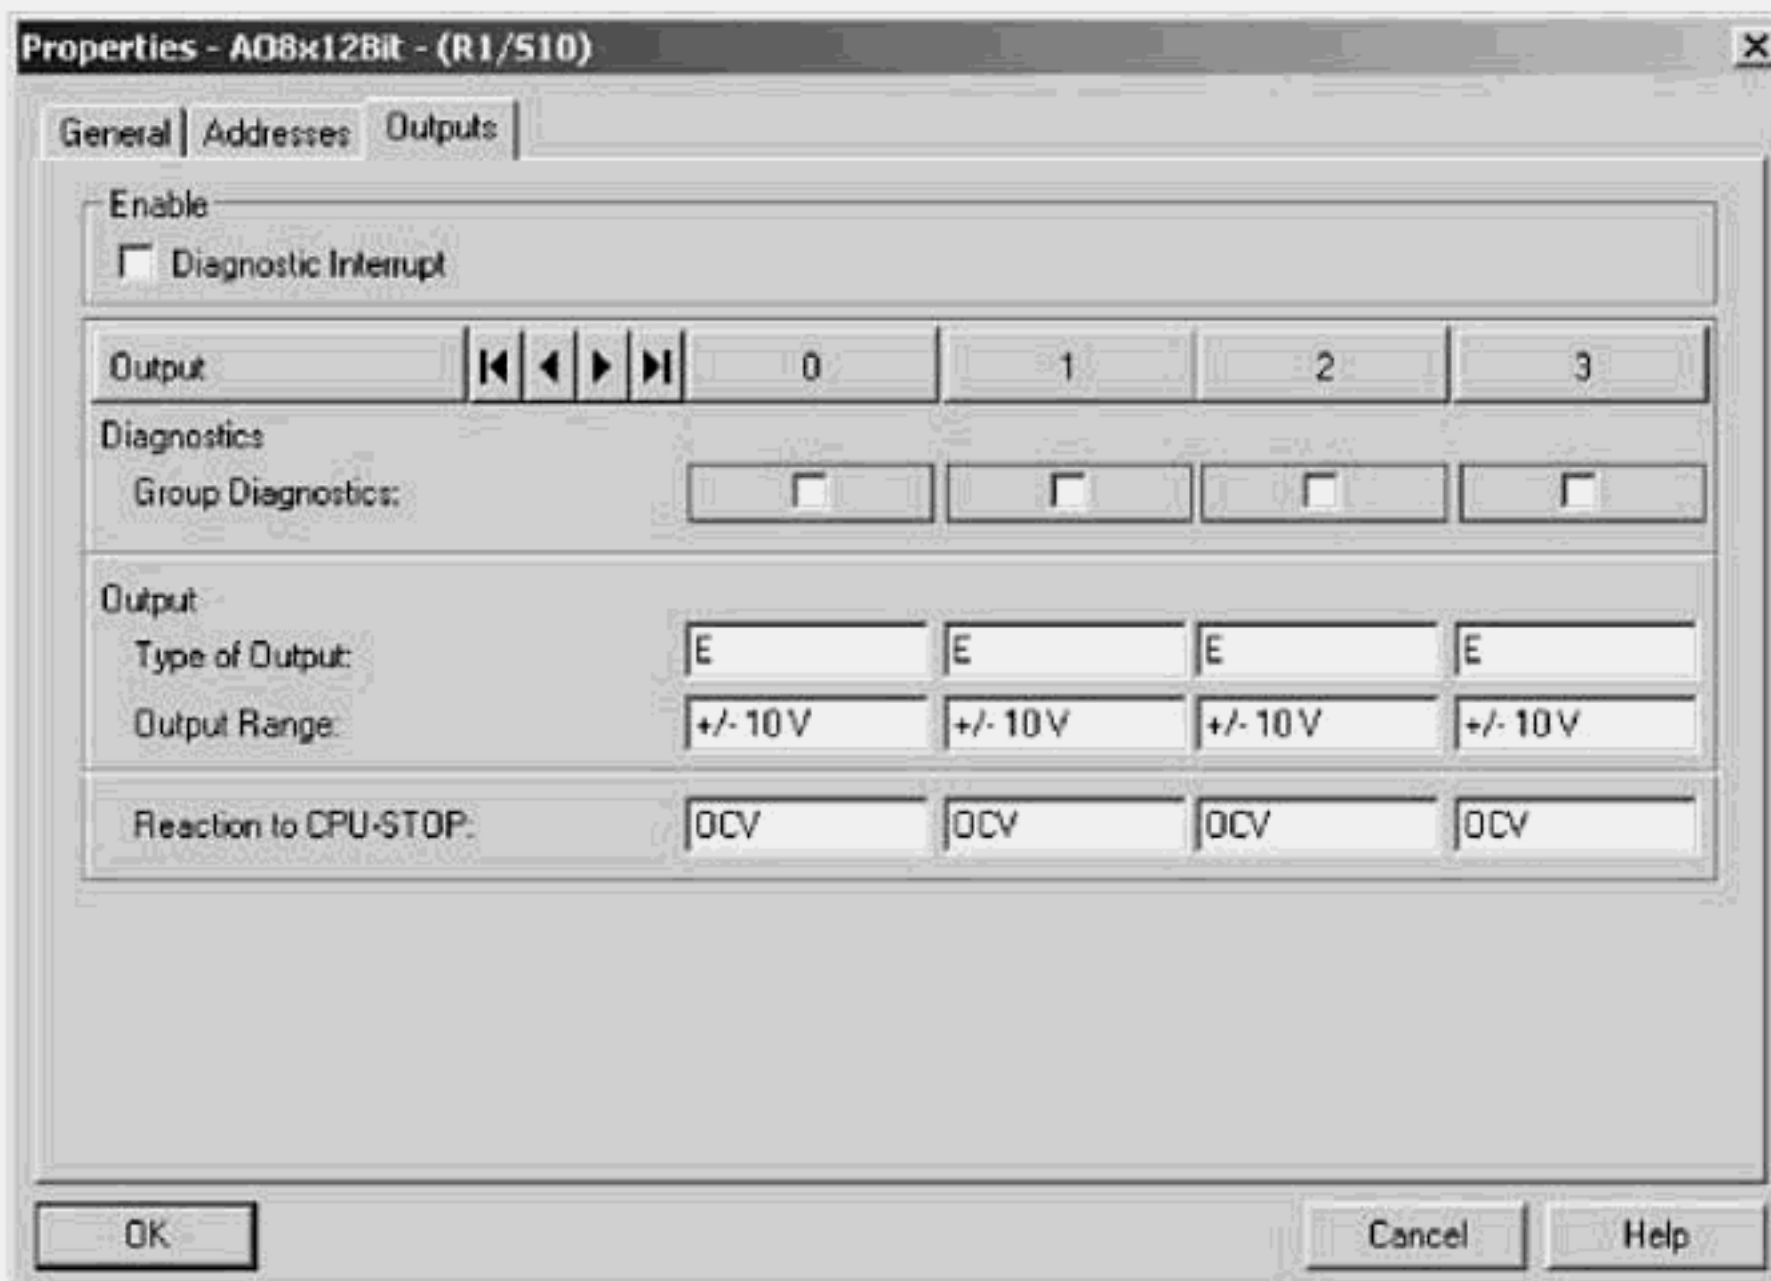 Properties - AO8x12Bit - (R1/S10)
General Addresses Outputs
Enable
Diagnostic Interrupt
Output 0 1 2 3
Diagnostics
Group Diagnostics:
Output
Type of Output: E E E E
Output Range: +/- 10 V +/- 10 V +/- 10 V +/- 10 V
Reaction to CPU-STOP: OCV OCV OCV OCV
OK Cancel Help